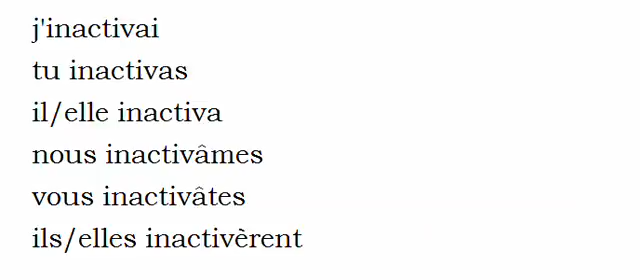 j'inactivai
tu inactivas
il/elle inactiva
nous inactivâmes
vous inactivâtes
ils/elles inactivèrent